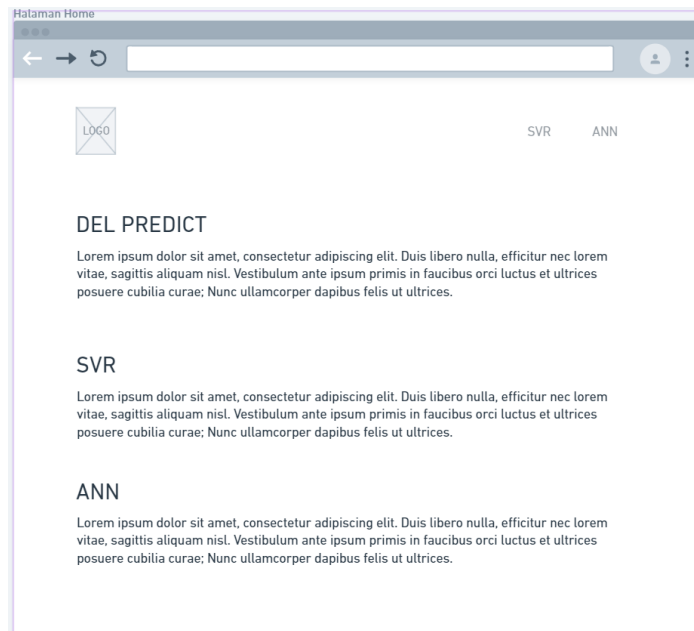 Halaman Home
LOGO
SVR
ANN
DEL PREDICT
Lorem ipsum dolor sit amet, consectetur adipiscing elit. Duis libero nulla, efficitur nec lorem
vitae, sagittis aliquam nisl. Vestibulum ante ipsum primis in faucibus orci luctus et ultrices
posuere cubilia curae; Nunc ullamcorper dapibus felis ut ultrices.
SVR
Lorem ipsum dolor sit amet, consectetur adipiscing elit. Duis libero nulla, efficitur nec lorem
vitae, sagittis aliquam nisl. Vestibulum ante ipsum primis in faucibus orci luctus et ultrices
posuere cubilia curae; Nunc ullamcorper dapibus felis ut ultrices.
ANN
Lorem ipsum dolor sit amet, consectetur adipiscing elit. Duis libero nulla, efficitur nec lorem
vitae, sagittis aliquam nisl. Vestibulum ante ipsum primis in faucibus orci luctus et ultrices
posuere cubilia curae; Nunc ullamcorper dapibus felis ut ultrices.